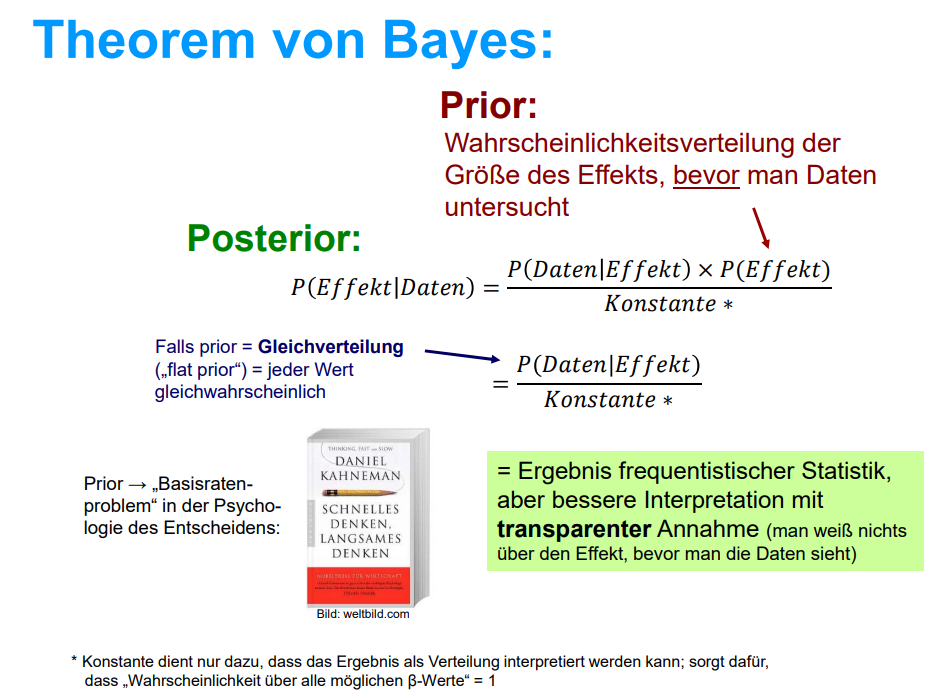 Theorem von Bayes:
Prior:
Wahrscheinlichkeitsverteilung der
Größe des Effekts, bevor man Daten
untersucht
Posterior:
P(Effekt|Daten) = P(Daten|Effekt) × P(Effekt) / Konstante ∗
Falls prior = Gleichverteilung
(„flat prior“) = jeder Wert
gleichwahrscheinlich
= P(Daten|Effekt) / Konstante ∗
Prior → „Basisraten-
problem“ in der Psycho-
logie des Entscheidens:
THINKING, FAST AND SLOW
DANIEL
KAHNEMAN
SCHNELLES
DENKEN,
LANGSAMES
DENKEN
NOBELPREIS FÜR WIRTSCHAFT
Bild: weltbild.com
= Ergebnis frequentistischer Statistik,
aber bessere Interpretation mit
transparenter Annahme (man weiß nichts
über den Effekt, bevor man die Daten sieht)
* Konstante dient nur dazu, dass das Ergebnis als Verteilung interpretiert werden kann; sorgt dafür,
dass „Wahrscheinlichkeit über alle möglichen β-Werte“ = 1